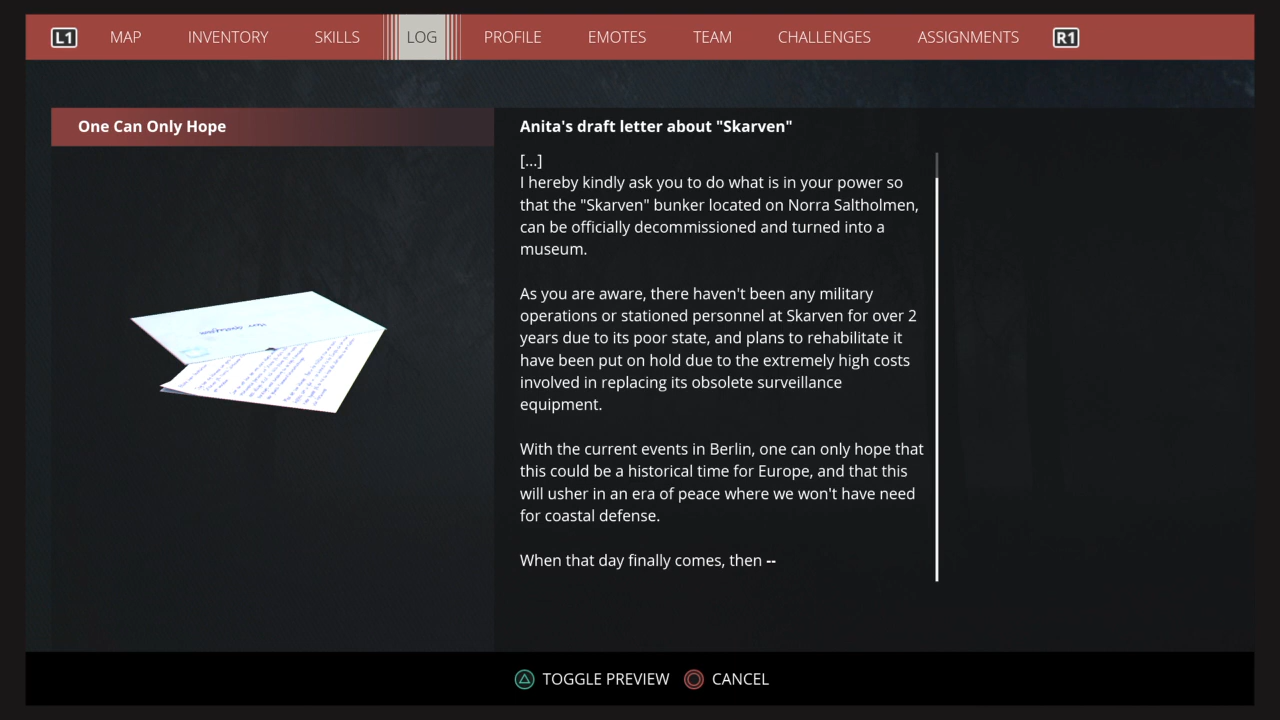 L1 MAP INVENTORY SKILLS LOG PROFILE EMOTES TEAM CHALLENGES ASSIGNMENTS R1
One Can Only Hope
Anita's draft letter about "Skarven"
[...]
I hereby kindly ask you to do what is in your power so
that the "Skarven" bunker located on Norra Saltholmen,
can be officially decommissioned and turned into a
museum.
As you are aware, there haven't been any military
operations or stationed personnel at Skarven for over 2
years due to its poor state, and plans to rehabilitate it
have been put on hold due to the extremely high costs
involved in replacing its obsolete surveillance
equipment.
With the current events in Berlin, one can only hope that
this could be a historical time for Europe, and that this
will usher in an era of peace where we won't have need
for coastal defense.
When that day finally comes, then --
TOGGLE PREVIEW CANCEL